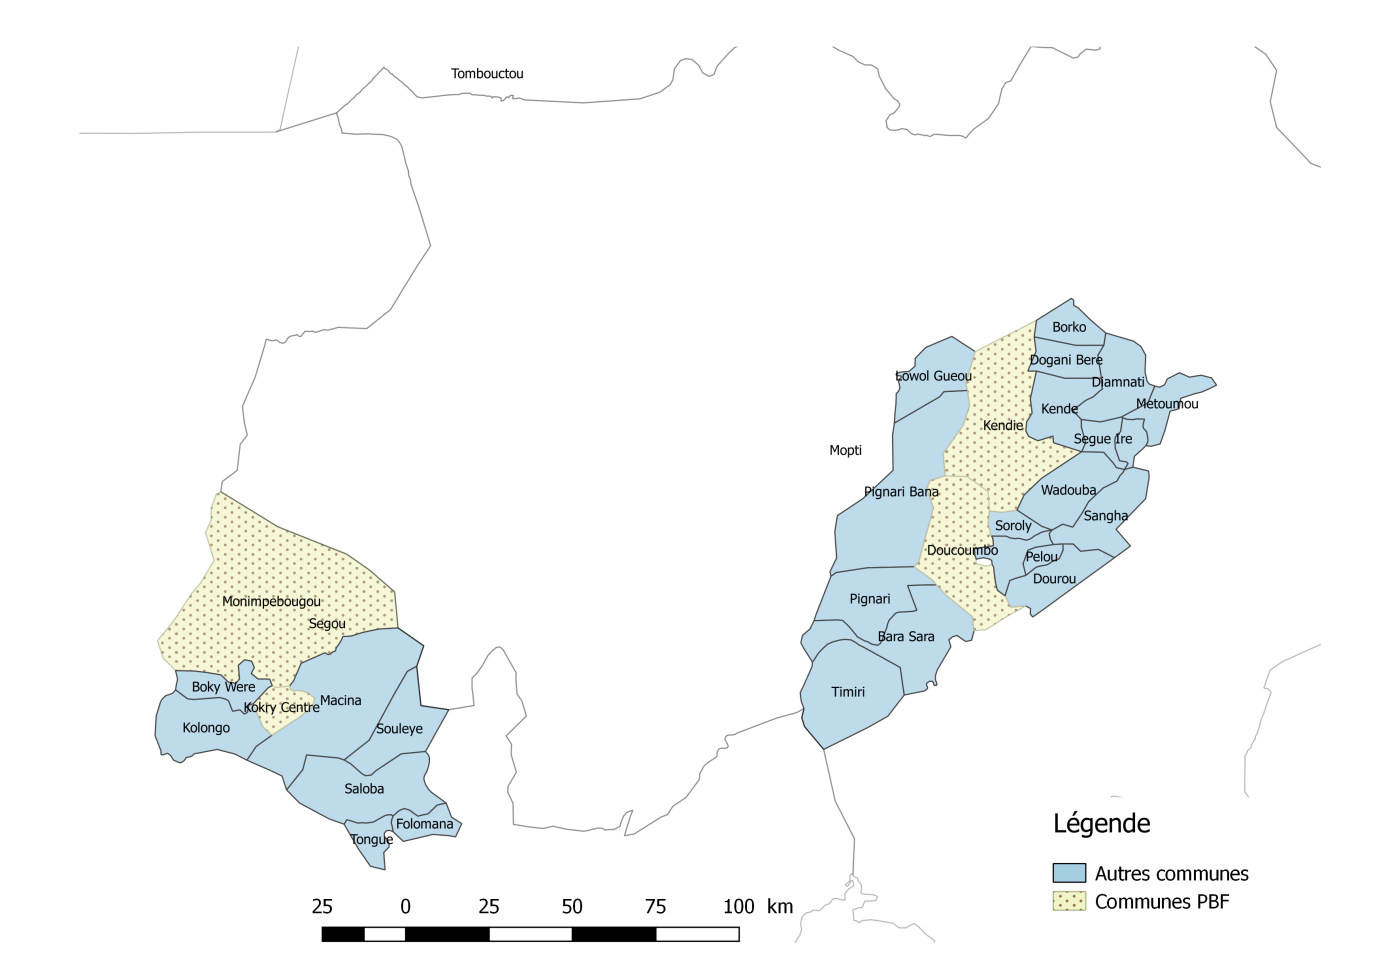 Tombouctou
Borko
Dogani Bere
Lowol Gueou
Diamnati
Metoumou
Kende
Kendie
Segue Ire
Mopti
Pignari Bana
Wadouba
Sangha
Soroly
Doucoumbo
Pelou
Dourou
Pignari
Bara Sara
Timiri
Monimpebougou
Segou
Boky Were
Macina
Kokry Centre
Kolongo
Souleye
Saloba
Folomana
Tongue
Légende
Autres communes
Communes PBF
25 0 25 50 75 100 km